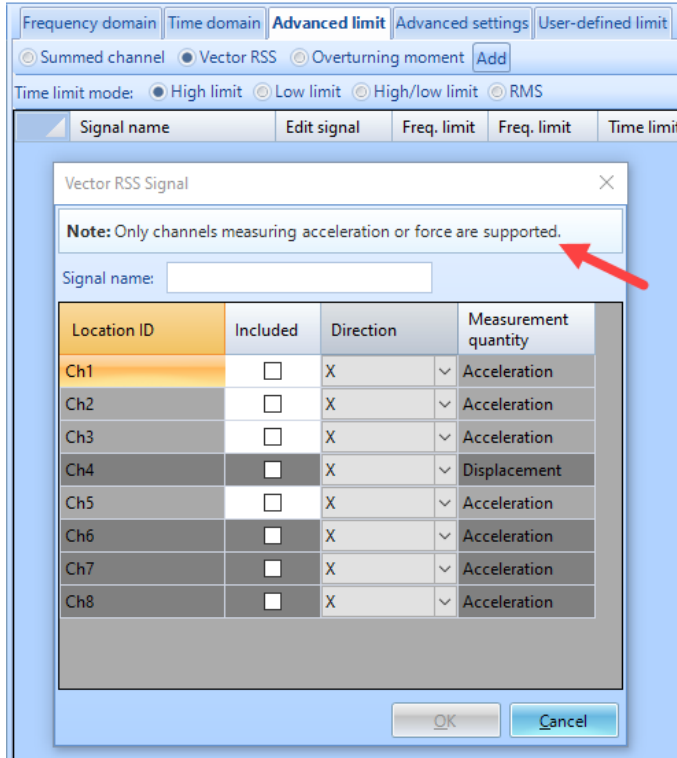 Frequency domain Time domain Advanced limit Advanced settings User-defined limit
Summed channel Vector RSS Overturning moment Add
Time limit mode: High limit Low limit High/low limit RMS
Signal name Edit signal Freq. limit Freq. limit Time limit
Vector RSS Signal
Note: Only channels measuring acceleration or force are supported.
Signal name:
Location ID Included Direction Measurement quantity
Ch1 X Acceleration
Ch2 X Acceleration
Ch3 X Acceleration
Ch4 X Displacement
Ch5 X Acceleration
Ch6 X Acceleration
Ch7 X Acceleration
Ch8 X Acceleration
OK Cancel